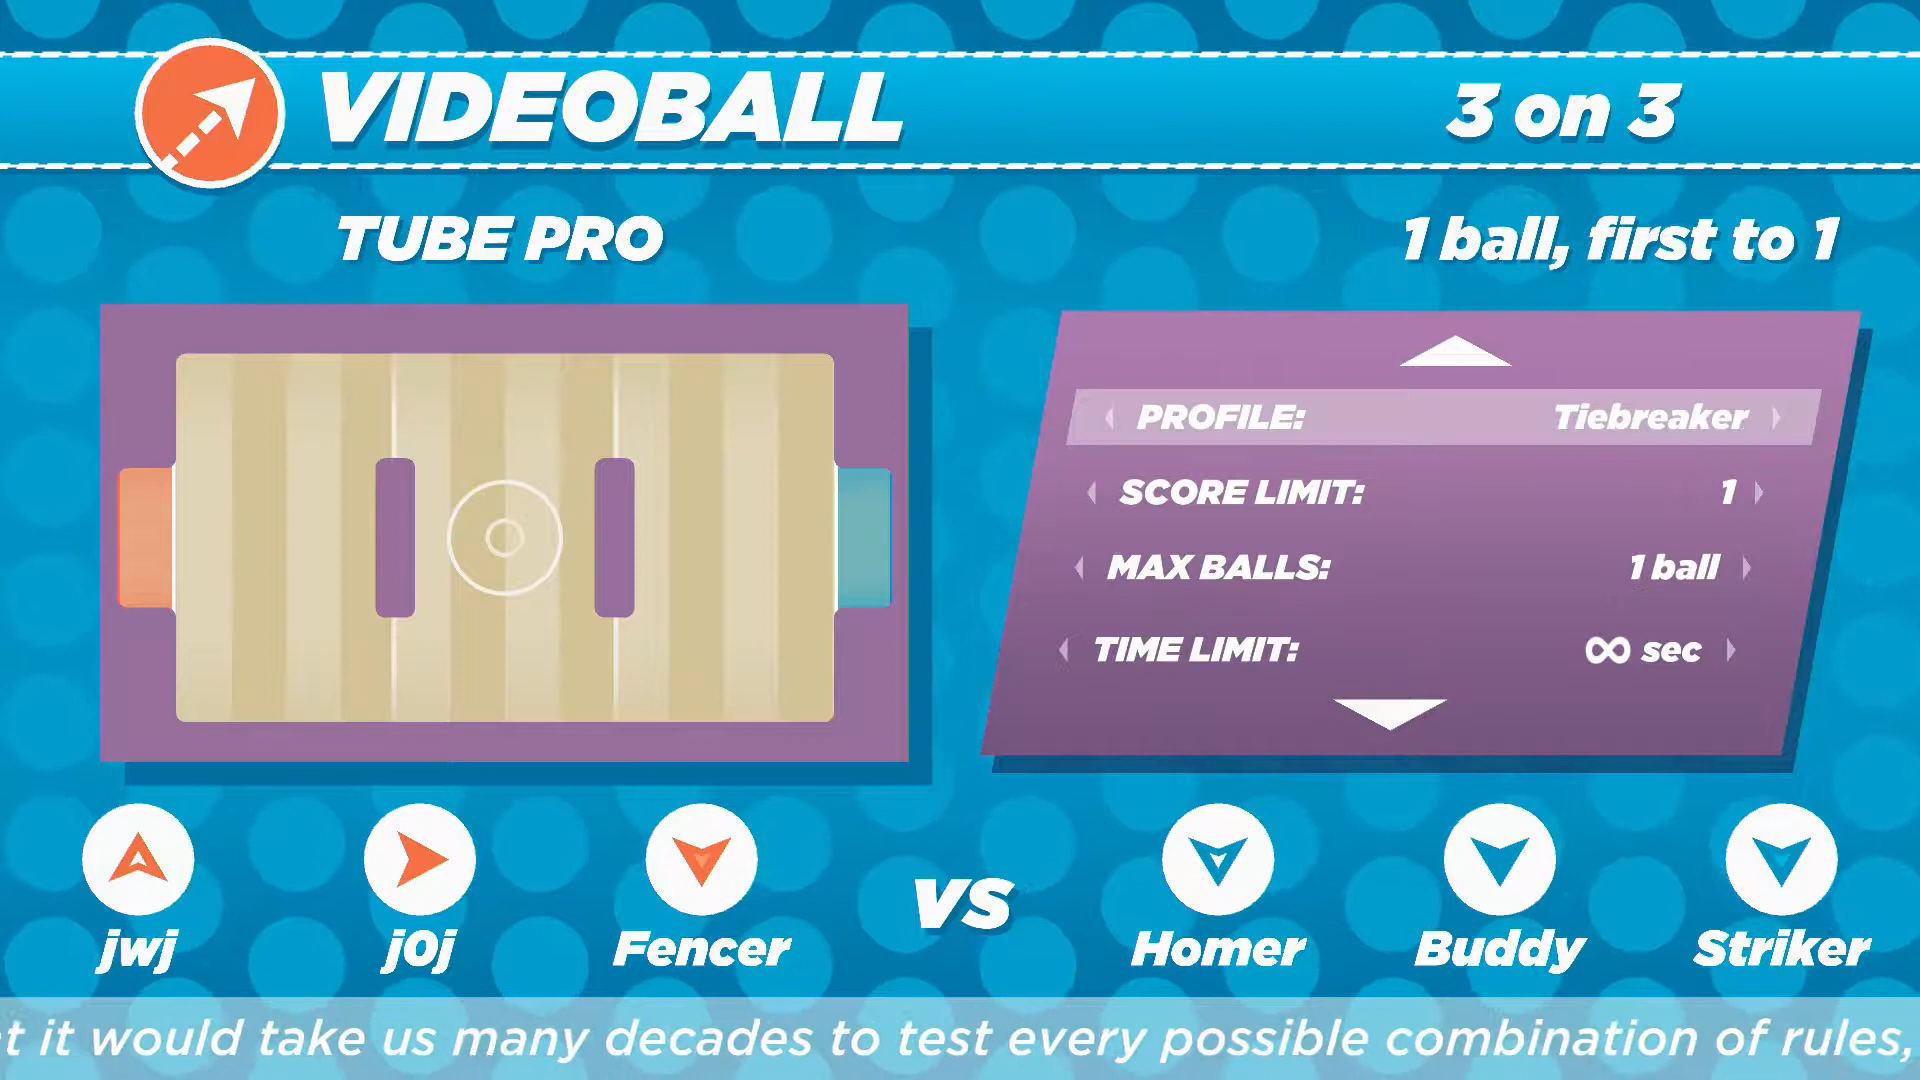 VIDEOBALL
3 on 3
TUBE PRO
1 ball, first to 1
PROFILE: Tiebreaker
SCORE LIMIT: 1
MAX BALLS: 1 ball
TIME LIMIT: ∞ sec
jwj
j0j
Fencer
VS
Homer
Buddy
Striker
it would take us many decades to test every possible combination of rules,